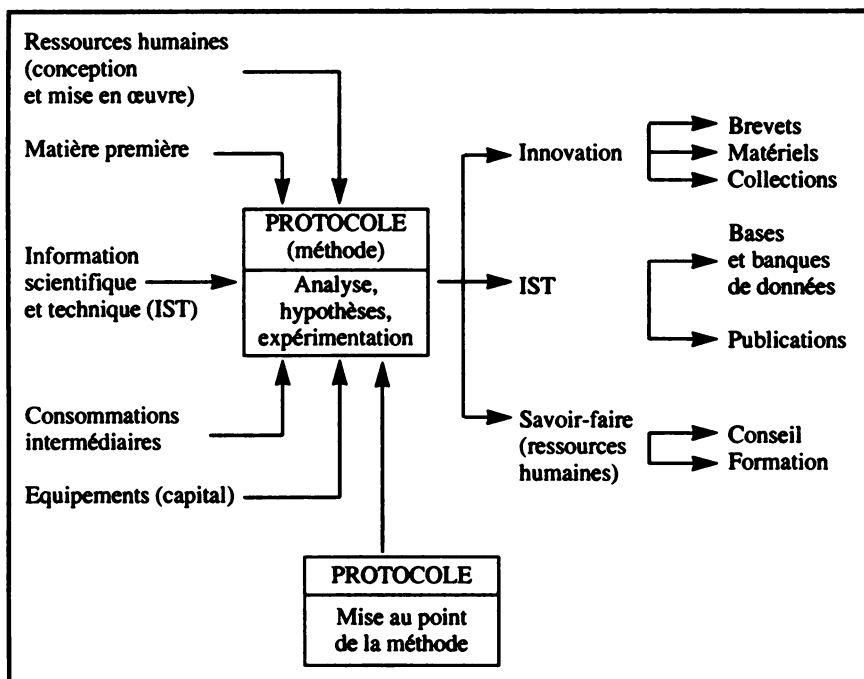 Ressources humaines
(conception
et mise en œuvre)
Matière première
Information
scientifique
et technique (IST)
Consommations
intermédiaires
Equipements (capital)
PROTOCOLE
(méthode)
Analyse,
hypothèses,
expérimentation
PROTOCOLE
Mise au point
de la méthode
Innovation
IST
Savoir-faire
(ressources
humaines)
Brevets
Matériels
Collections
Bases
et banques
de données
Publications
Conseil
Formation